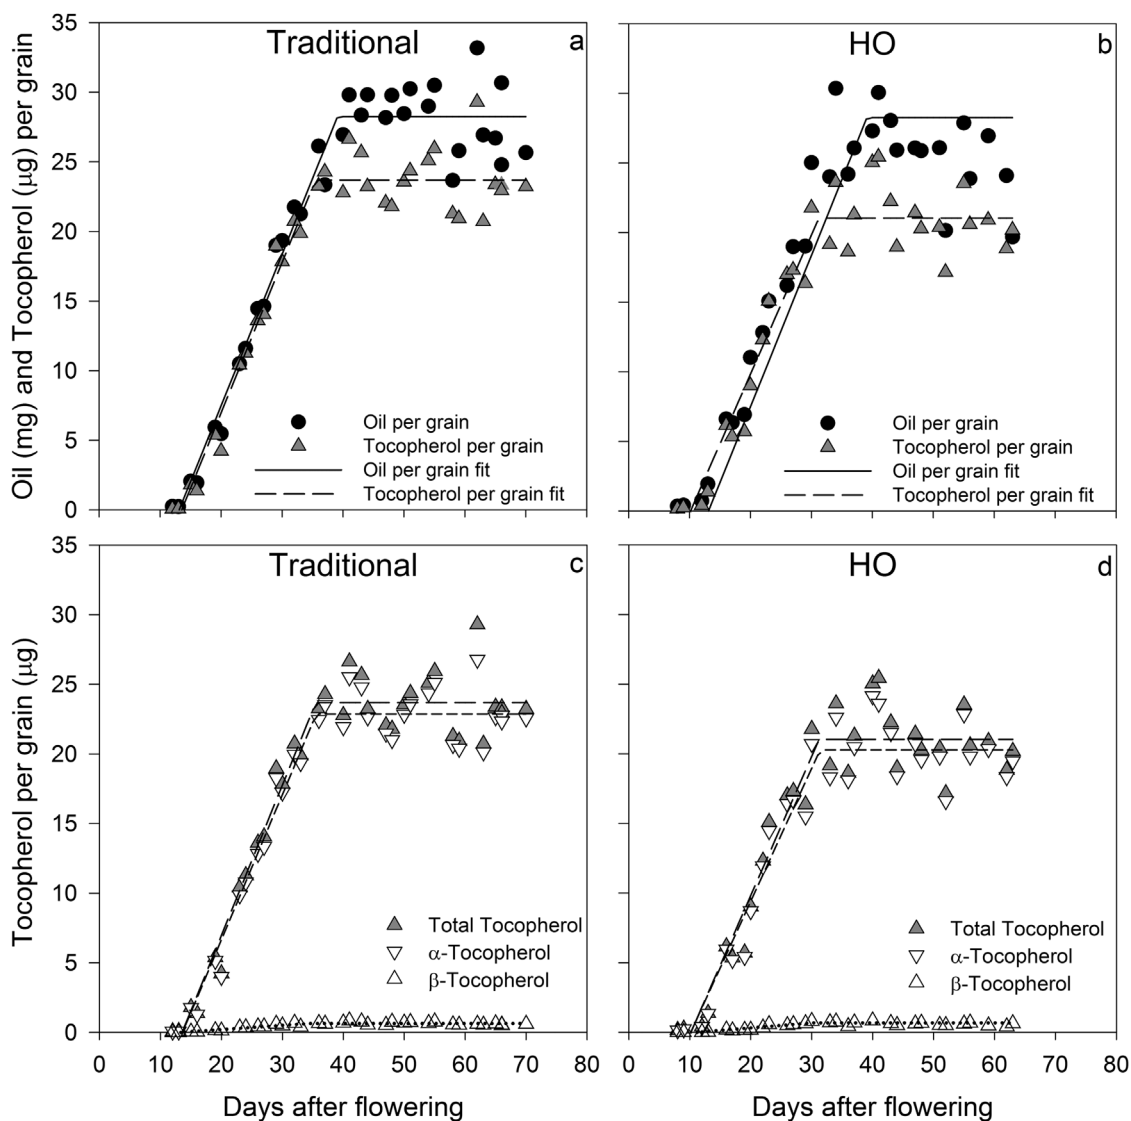 Oil (mg) and Tocopherol (μg) per grain
35
30
25
20
15
10
5
0
Traditional
a
Oil per grain
Tocopherol per grain
Oil per grain fit
Tocopherol per grain fit
HO
b
Oil per grain
Tocopherol per grain
Oil per grain fit
Tocopherol per grain fit
Tocopherol per grain (μg)
35
30
25
20
15
10
5
0
Traditional
c
Total Tocopherol
α-Tocopherol
β-Tocopherol
0 10 20 30 40 50 60 70 80
Days after flowering
HO
d
Total Tocopherol
α-Tocopherol
β-Tocopherol
0 10 20 30 40 50 60 70 80
Days after flowering